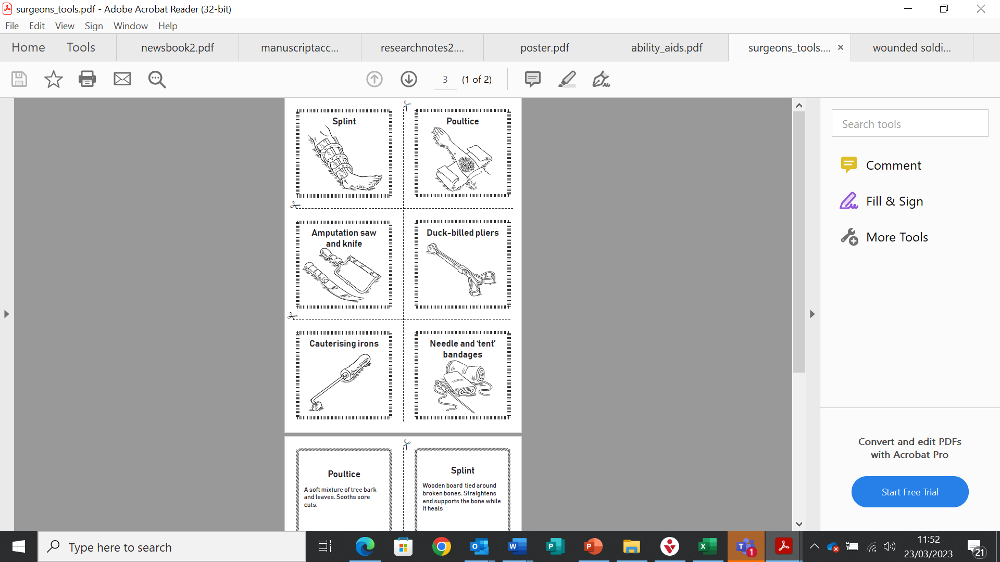 surgeons_tools.pdf - Adobe Acrobat Reader (32-bit)
File Edit View Sign Window Help
Home Tools newsbook2.pdf manuscriptacc... researchnotes2.... poster.pdf ability_aids.pdf surgeons_tools.... × wounded soldi...
3 (1 of 2)
Splint
Poultice
Amputation saw
and knife
Duck-billed pliers
Cauterising irons
Needle and ‘tent’
bandages
Poultice
A soft mixture of tree bark
and leaves. Sooths sore
cuts.
Splint
Wooden board tied around
broken bones. Straightens
and supports the bone while
it heals
Search tools
Comment
Fill & Sign
More Tools
Convert and edit PDFs
with Acrobat Pro
Start Free Trial
Type here to search
11:52
23/03/2023
1
21